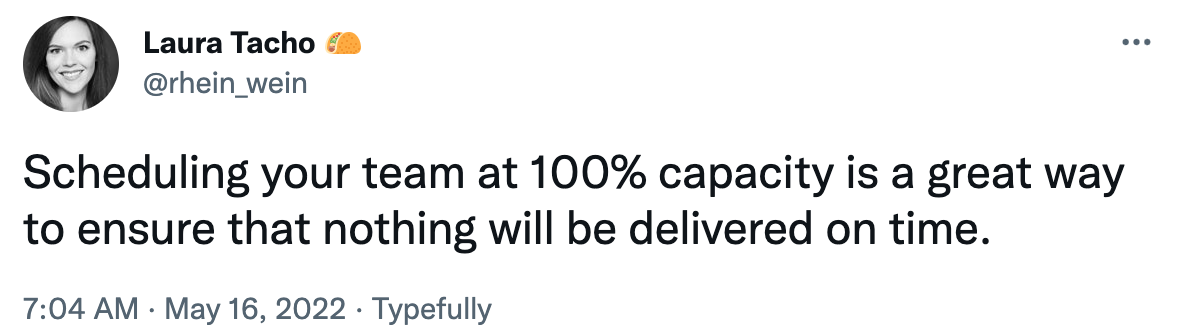 Laura Tacho 🌮
@rhein_wein
Scheduling your team at 100% capacity is a great way
to ensure that nothing will be delivered on time.
7:04 AM · May 16, 2022 · Typefully